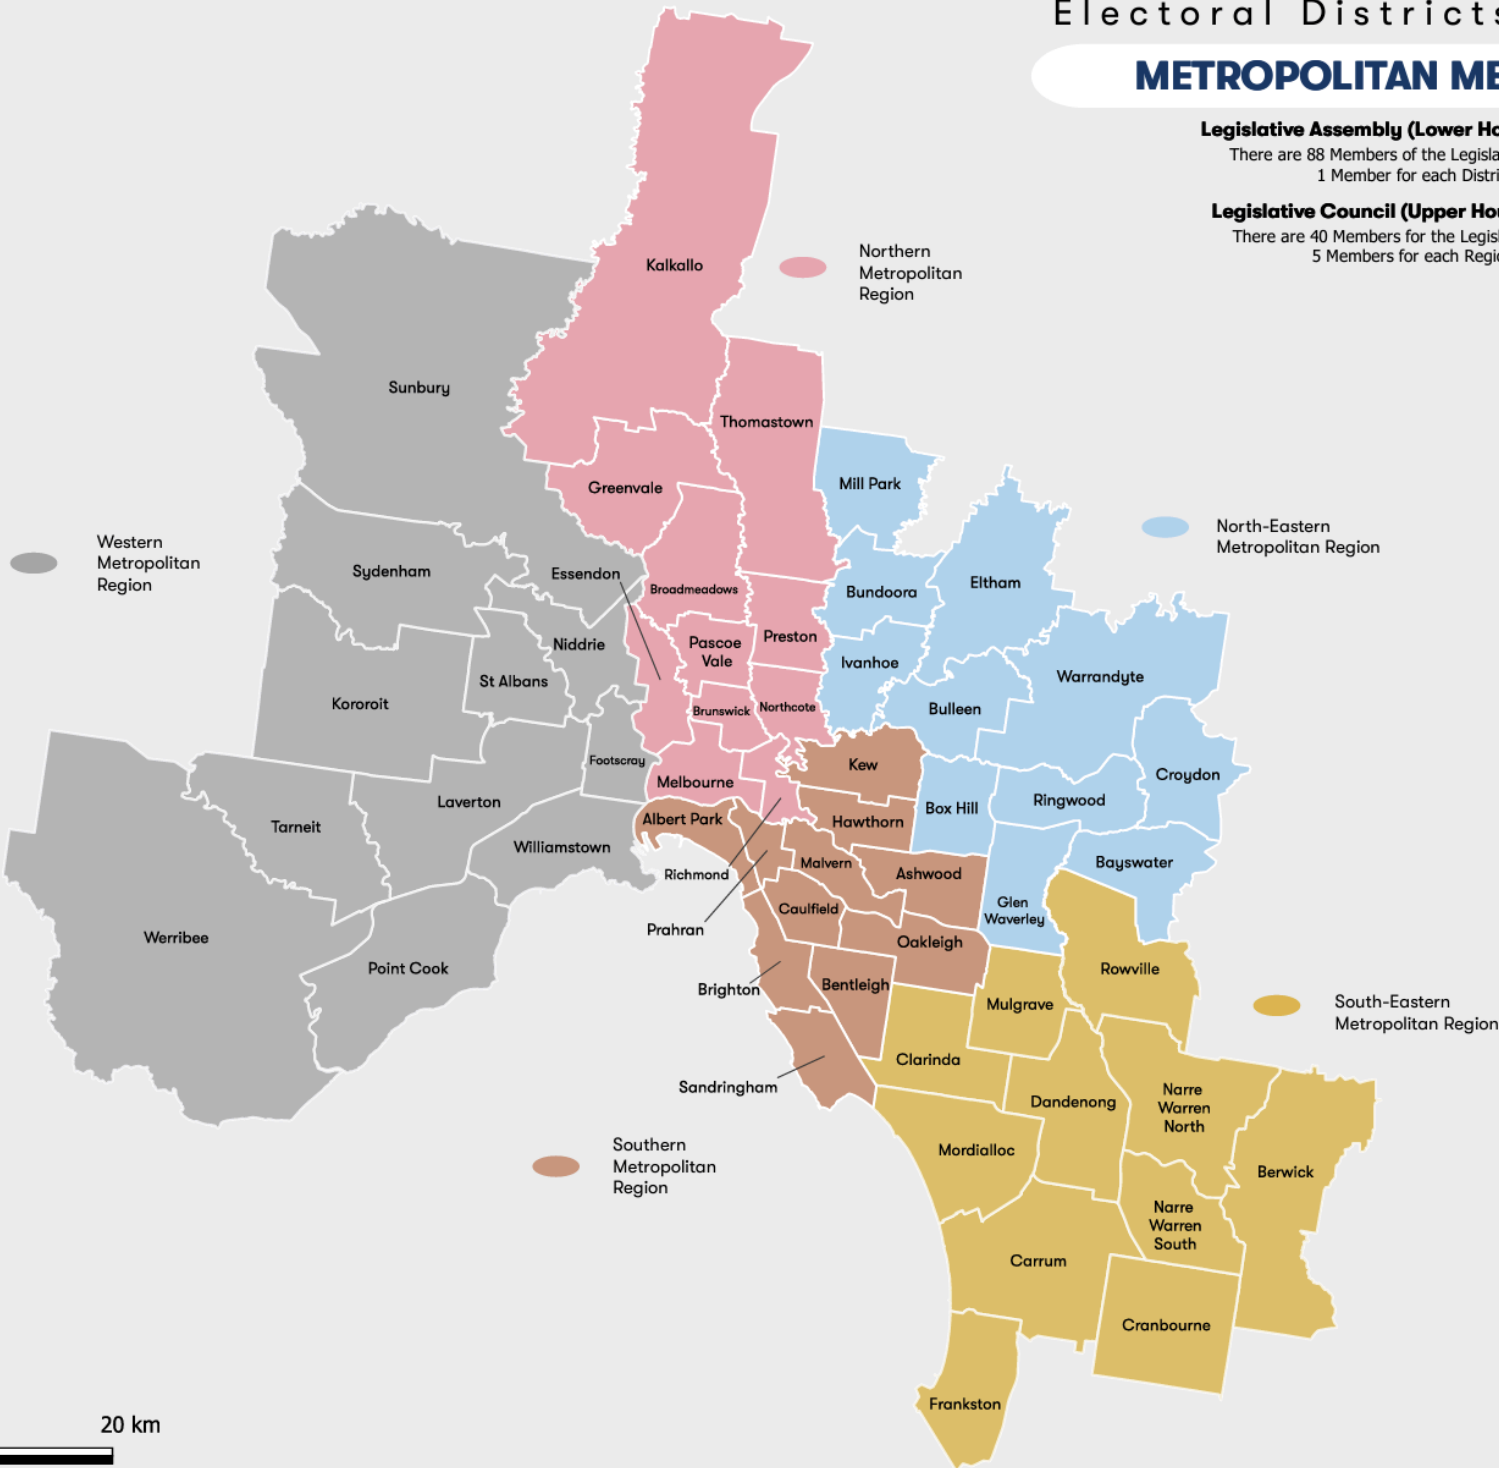 Electoral Districts
METROPOLITAN ME
Legislative Assembly (Lower Ho
There are 88 Members of the Legisla
1 Member for each Distri
Legislative Council (Upper Hou
There are 40 Members for the Legisl
5 Members for each Regio
Northern
Metropolitan
Region
Kalkallo
Sunbury
Thomastown
Mill Park
Greenvale
North-Eastern
Metropolitan Region
Western
Metropolitan
Region
Sydenham
Essendon
Broadmeadows
Bundoora
Eltham
Niddrie
Pascoe
Vale
Preston
Ivanhoe
Warrandyte
St Albans
Kororoit
Brunswick
Northcote
Bulleen
Footscray
Kew
Croydon
Melbourne
Laverton
Box Hill
Ringwood
Tarneit
Albert Park
Hawthorn
Williamstown
Malvern
Bayswater
Richmond
Ashwood
Caulfield
Glen
Waverley
Prahran
Werribee
Oakleigh
Point Cook
Rowville
Brighton
Bentleigh
Mulgrave
South-Eastern
Metropolitan Region
Clarinda
Sandringham
Dandenong
Narre
Warren
North
Southern
Metropolitan
Region
Mordialloc
Berwick
Narre
Warren
South
Carrum
Cranbourne
Frankston
20 km